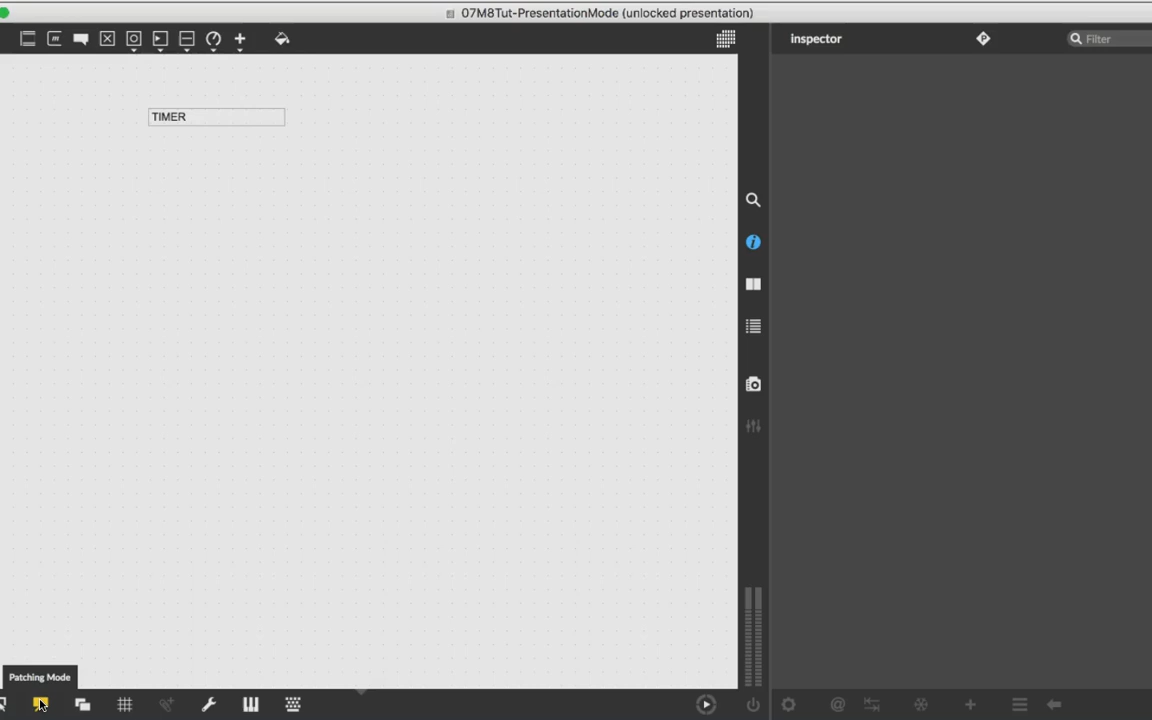 07M8Tut-PresentationMode (unlocked presentation)
inspector
Filter
TIMER
Patching Mode